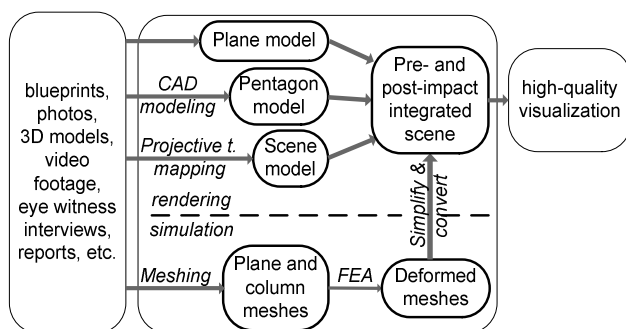 blueprints,
photos,
3D models,
video
footage,
eye witness
interviews,
reports, etc.
Plane model
CAD
modeling
Pentagon
model
Projective t.
mapping
Scene
model
rendering
simulation
Meshing
Plane and
column
meshes
FEA
Deformed
meshes
Simplify &
convert
Pre- and
post-impact
integrated
scene
high-quality
visualization